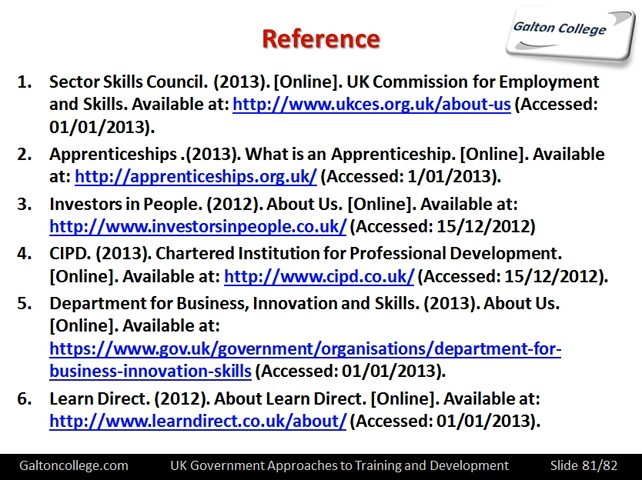 Galton College
Reference
1. Sector Skills Council. (2013). [Online]. UK Commission for Employment
and Skills. Available at: http://www.ukces.org.uk/about-us (Accessed:
01/01/2013).
2. Apprenticeships .(2013). What is an Apprenticeship. [Online]. Available
at: http://apprenticeships.org.uk/ (Accessed: 1/01/2013).
3. Investors in People. (2012). About Us. [Online]. Available at:
http://www.investorsinpeople.co.uk/ (Accessed: 15/12/2012)
4. CIPD. (2013). Chartered Institution for Professional Development.
[Online]. Available at: http://www.cipd.co.uk/ (Accessed: 15/12/2012).
5. Department for Business, Innovation and Skills. (2013). About Us.
[Online]. Available at:
https://www.gov.uk/government/organisations/department-for-
business-innovation-skills (Accessed: 01/01/2013).
6. Learn Direct. (2012). About Learn Direct. [Online]. Available at:
http://www.learndirect.co.uk/about/ (Accessed: 01/01/2013).
Galtoncollege.com UK Government Approaches to Training and Development Slide 81/82